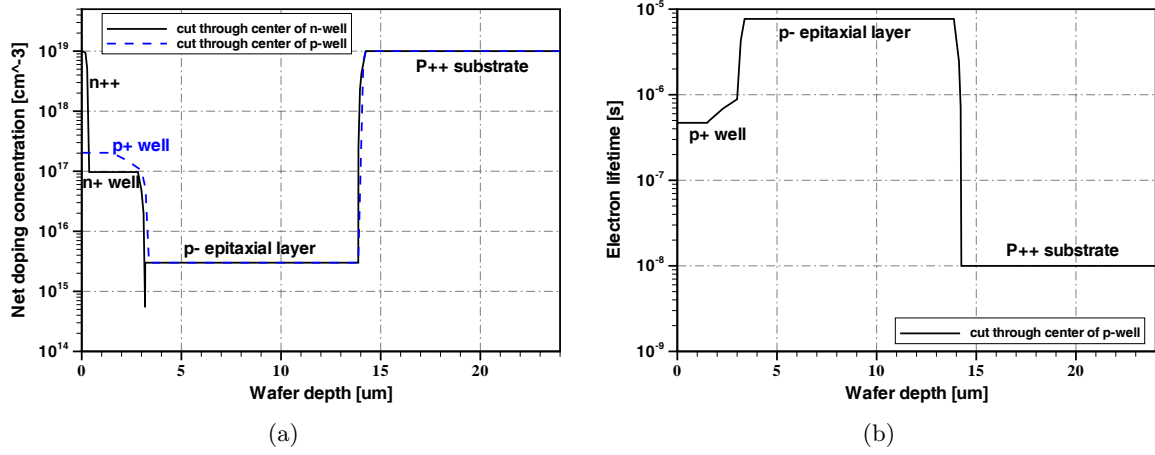 Net doping concentration [cm^-3]
10^19
10^18
10^17
10^16
10^15
10^14
cut through center of n-well
cut through center of p-well
n++
p+ well
n+ well
p- epitaxial layer
P++ substrate
0 5 10 15 20
Wafer depth [um]
(a)
Electron lifetime [s]
10^-5
10^-6
10^-7
10^-8
10^-9
p- epitaxial layer
p+ well
P++ substrate
cut through center of p-well
0 5 10 15 20
Wafer depth [um]
(b)